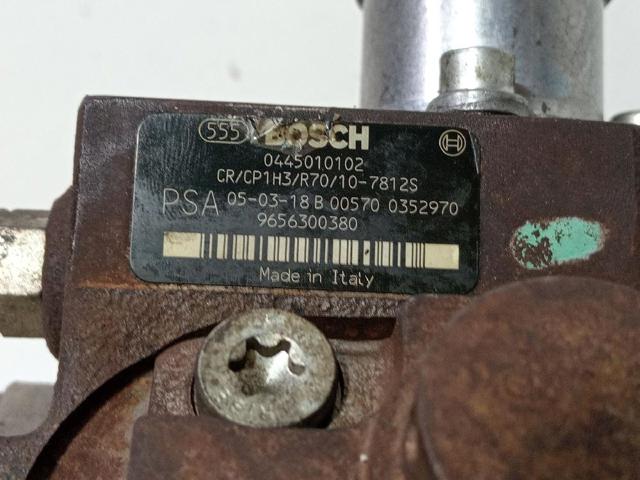 555 BOSCH
0445010102
CR/CP1H3/R70/10-7812S
PSA 05-03-18 B 00570 0352970
9656300380
Made in Italy